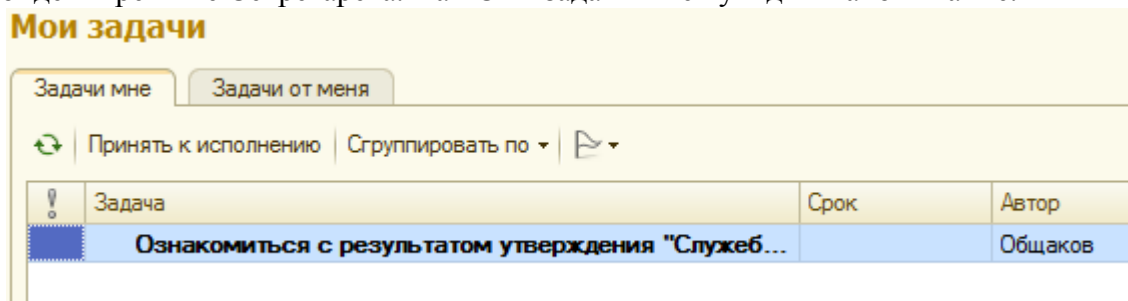 Мои задачи
Задачи мне Задачи от меня
Принять к исполнению Сгруппировать по
Задача Срок Автор
Ознакомиться с результатом утверждения "Служеб... Общаков